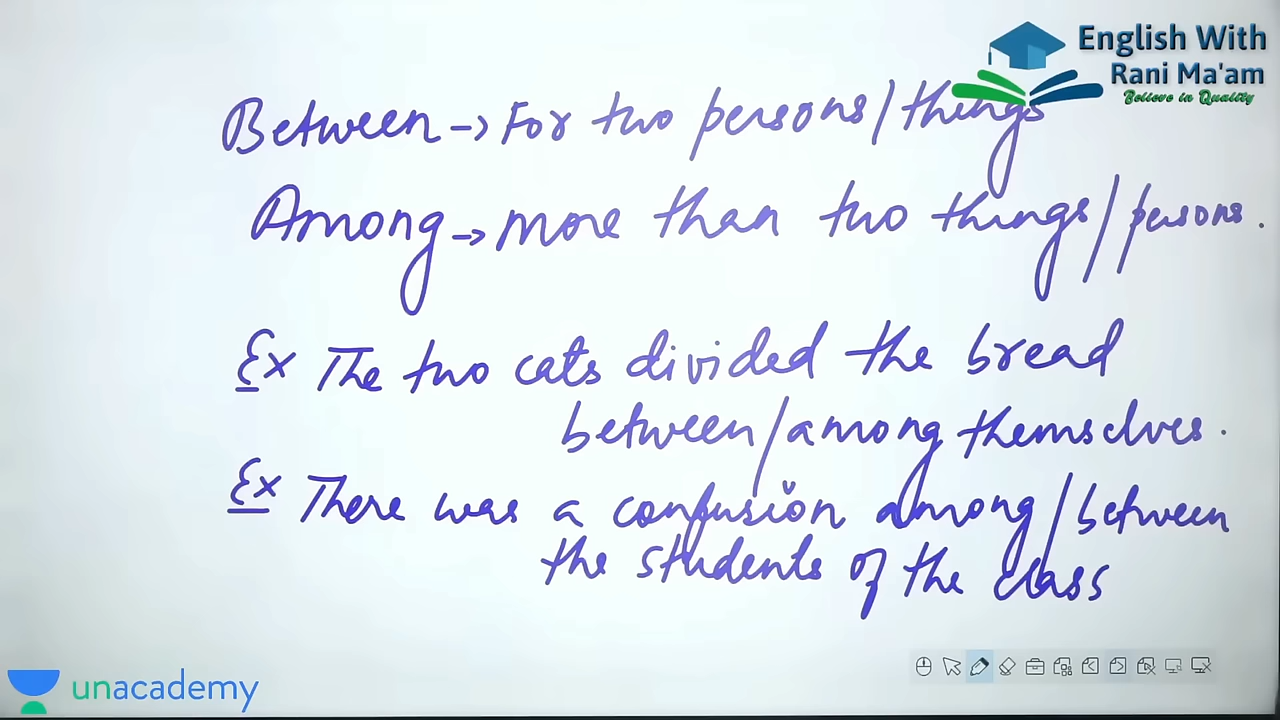 English With
Rani Ma'am
Believe in Quality
Between -> For two persons/things
Among -> more than two things/persons.
Ex The two cats divided the bread
between/among themselves.
Ex There was a confusion among/between
the students of the class
unacademy